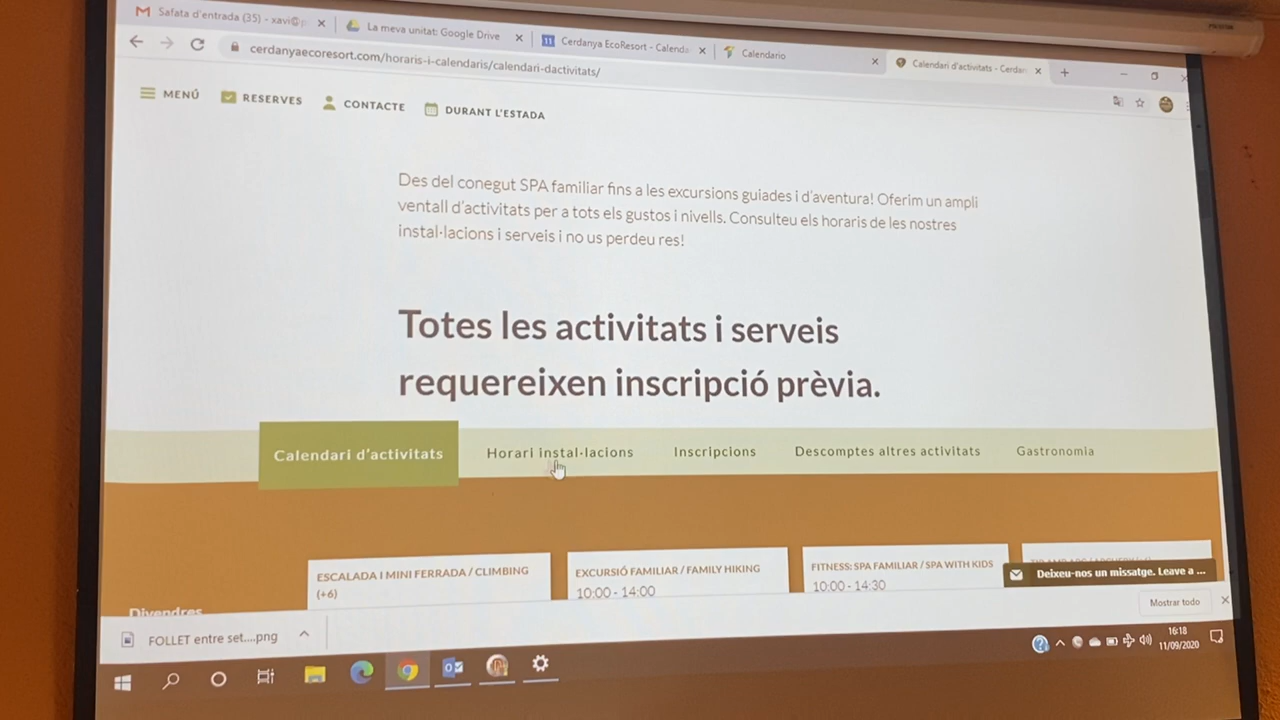 Safata d'entrada (35) - xavi@
La meva unitat: Google Drive
11
Cerdanya EcoResort - Calenda
Calendario
Calendari d'activitats - Cerdan
cerdanyaecoresort.com/horaris-i-calendaris/calendari-dactivitats/
MENÚ
RESERVES
CONTACTE
DURANT L'ESTADA
Des del conegut SPA familiar fins a les excursions guiades i d'aventura! Oferim un ampli
ventall d'activitats per a tots els gustos i nivells. Consulteu els horaris de les nostres
instal·lacions i serveis i no us perdeu res!
Totes les activitats i serveis
requereixen inscripció prèvia.
Calendari d'activitats
Horari instal·lacions
Inscripcions
Descomptes altres activitats
Gastronomia
ESCALADA I MINI FERRADA / CLIMBING
(+6)
EXCURSIÓ FAMILIAR / FAMILY HIKING
10:00 - 14:00
FITNESS: SPA FAMILIAR / SPA WITH KIDS
10:00 - 14:30
Deixeu-nos un missatge. Leave a ...
Divendres
FOLLET entre set....png
Mostrar todo
16:18
11/09/2020